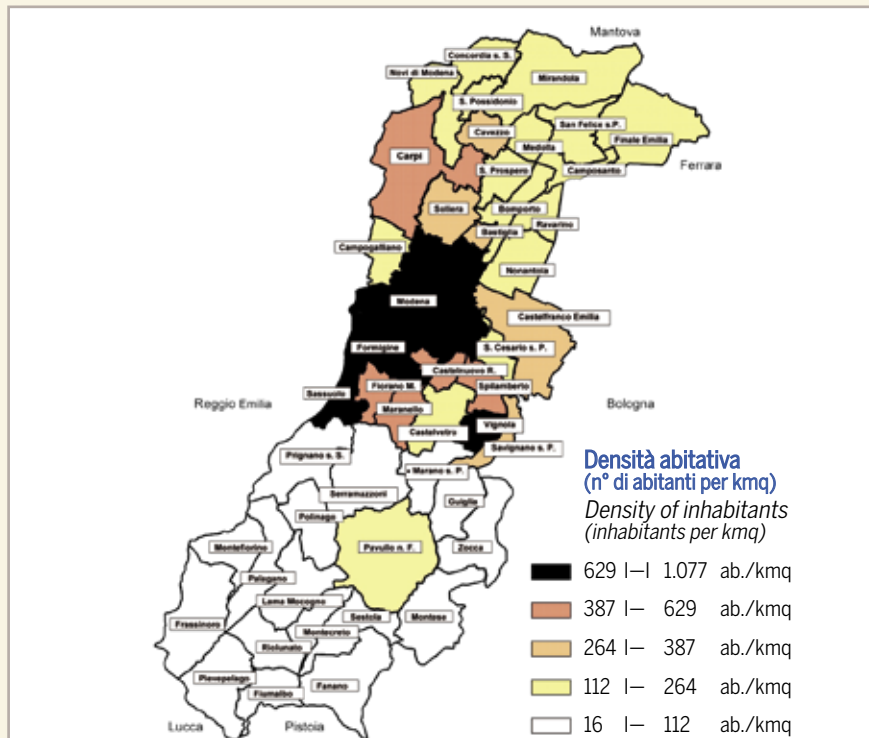 Mantova
Concordia s. S.
Novi di Modena
Mirandola
S. Possidonio
Cavezzo
San Felice s.P.
Medolla
Finale Emilia
Carpi
S. Prospero
Camposanto
Ferrara
Soliera
Bomporto
Bastiglia
Ravarino
Campogalliano
Nonantola
Modena
Castelfranco Emilia
Formigine
S. Cesario s. P.
Castelnuovo R.
Fiorano M.
Spilamberto
Sassuolo
Reggio Emilia
Maranello
Bologna
Castelvetro
Vignola
Savignano s. P.
Prignano s. S.
Marano s. P.
Serramazzoni
Guiglia
Polinago
Montefiorino
Pavullo n. F.
Zocca
Palagano
Lama Mocogno
Sestola
Montese
Frassinoro
Montecreto
Riolunato
Pievepelago
Fiumalbo
Fanano
Lucca
Pistoia
Densità abitativa
(n° di abitanti per kmq)
Density of inhabitants
(inhabitants per kmq)
629 I—I 1.077 ab./kmq
387 I— 629 ab./kmq
264 I— 387 ab./kmq
112 I— 264 ab./kmq
16 I— 112 ab./kmq